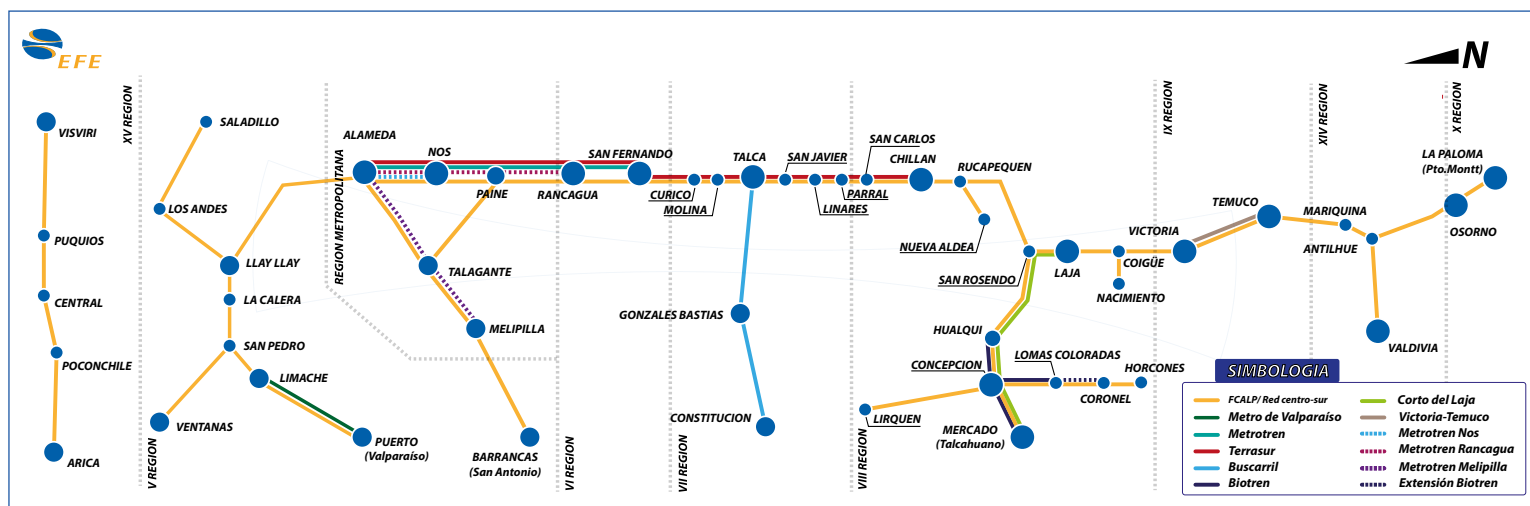 EFE
N
XV REGION
REGION METROPOLITANA
V REGION
VI REGION
VII REGION
VIII REGION
IX REGION
XIV REGION
X REGION
VISVIRI
PUQUIOS
CENTRAL
POCONCHILE
ARICA
SALADILLO
LOS ANDES
LLAY LLAY
LA CALERA
SAN PEDRO
LIMACHE
VENTANAS
PUERTO
(Valparaíso)
ALAMEDA
NOS
PAINE
RANCAGUA
SAN FERNANDO
TALAGANTE
MELIPILLA
BARRANCAS
(San Antonio)
CURICO
MOLINA
TALCA
SAN JAVIER
LINARES
PARRAL
SAN CARLOS
CHILLAN
GONZALES BASTIAS
CONSTITUCION
RUCAPEQUEN
NUEVA ALDEA
SAN ROSENDO
LAJA
COIGÜE
NACIMIENTO
VICTORIA
TEMUCO
MARIQUINA
ANTILHUE
VALDIVIA
OSORNO
LA PALOMA
(Pto.Montt)
HUALQUI
CONCEPCION
LOMAS COLORADAS
CORONEL
HORCONES
LIRQUEN
MERCADO
(Talcahuano)
SIMBOLOGIA
FCALP/ Red centro-sur
Metro de Valparaíso
Metrotren
Terrasur
Buscarril
Biotren
Corto del Laja
Victoria-Temuco
Metrotren Nos
Metrotren Rancagua
Metrotren Melipilla
Extensión Biotren